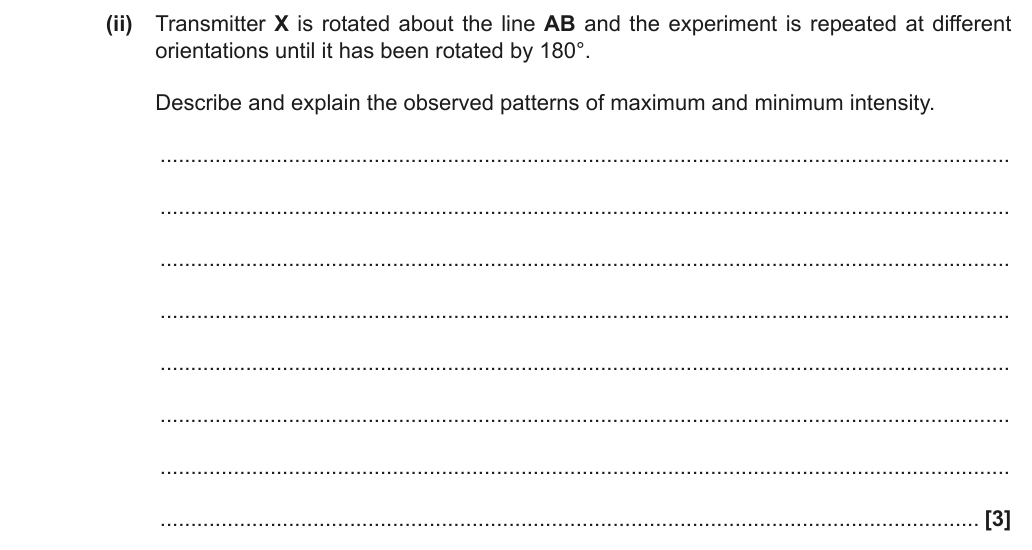 (ii) Transmitter X is rotated about the line AB and the experiment is repeated at different
orientations until it has been rotated by 180°.
Describe and explain the observed patterns of maximum and minimum intensity.
[3]